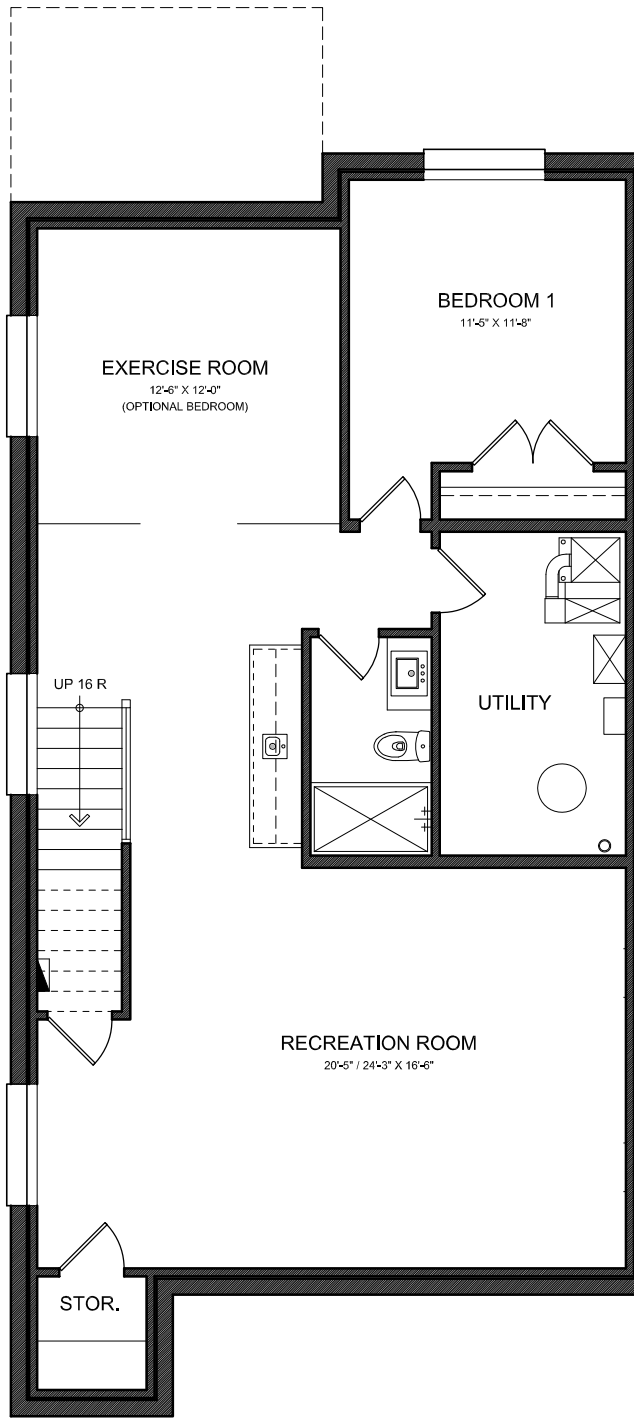 BEDROOM 1
11'-5" X 11'-8"
EXERCISE ROOM
12'-6" X 12'-0"
(OPTIONAL BEDROOM)
UP 16 R
UTILITY
RECREATION ROOM
20'-5" / 24'-3" X 16'-6"
STOR.